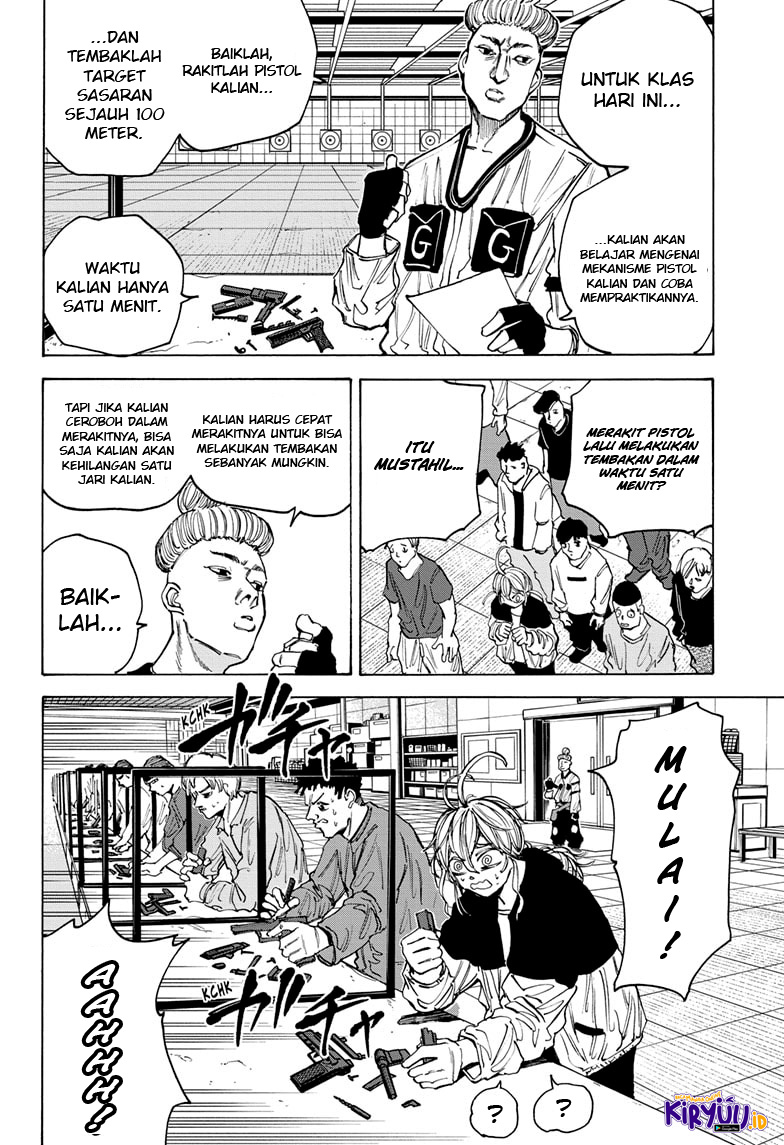 UNTUK KLAS
HARI INI...
...KALIAN AKAN
BELAJAR MENGENAI
MEKANISME PISTOL
KALIAN DAN COBA
MEMPRAKTIKANNYA.
BAIKLAH,
RAKITLAH PISTOL
KALIAN...
...DAN
TEMBAKLAH
TARGET
SASARAN
SEJAUH 100
METER.
WAKTU
KALIAN HANYA
SATU MENIT.
G G
MERAKIT PISTOL
LALU MELAKUKAN
TEMBAKAN DALAM
WAKTU SATU
MENIT?
ITU
MUSTAHIL...
KALIAN HARUS CEPAT
MERAKITNYA UNTUK BISA
MELAKUKAN TEMBAKAN
SEBANYAK MUNGKIN.
TAPI JIKA KALIAN
CEROBOH DALAM
MERAKITNYA, BISA
SAJA KALIAN AKAN
KEHILANGAN SATU
JARI KALIAN.
BAIK-
LAH...
MULAI!
KCHK
ガチャ
KCHK
ガチャ
AAHHH!
?
?
KIRYUU.ID